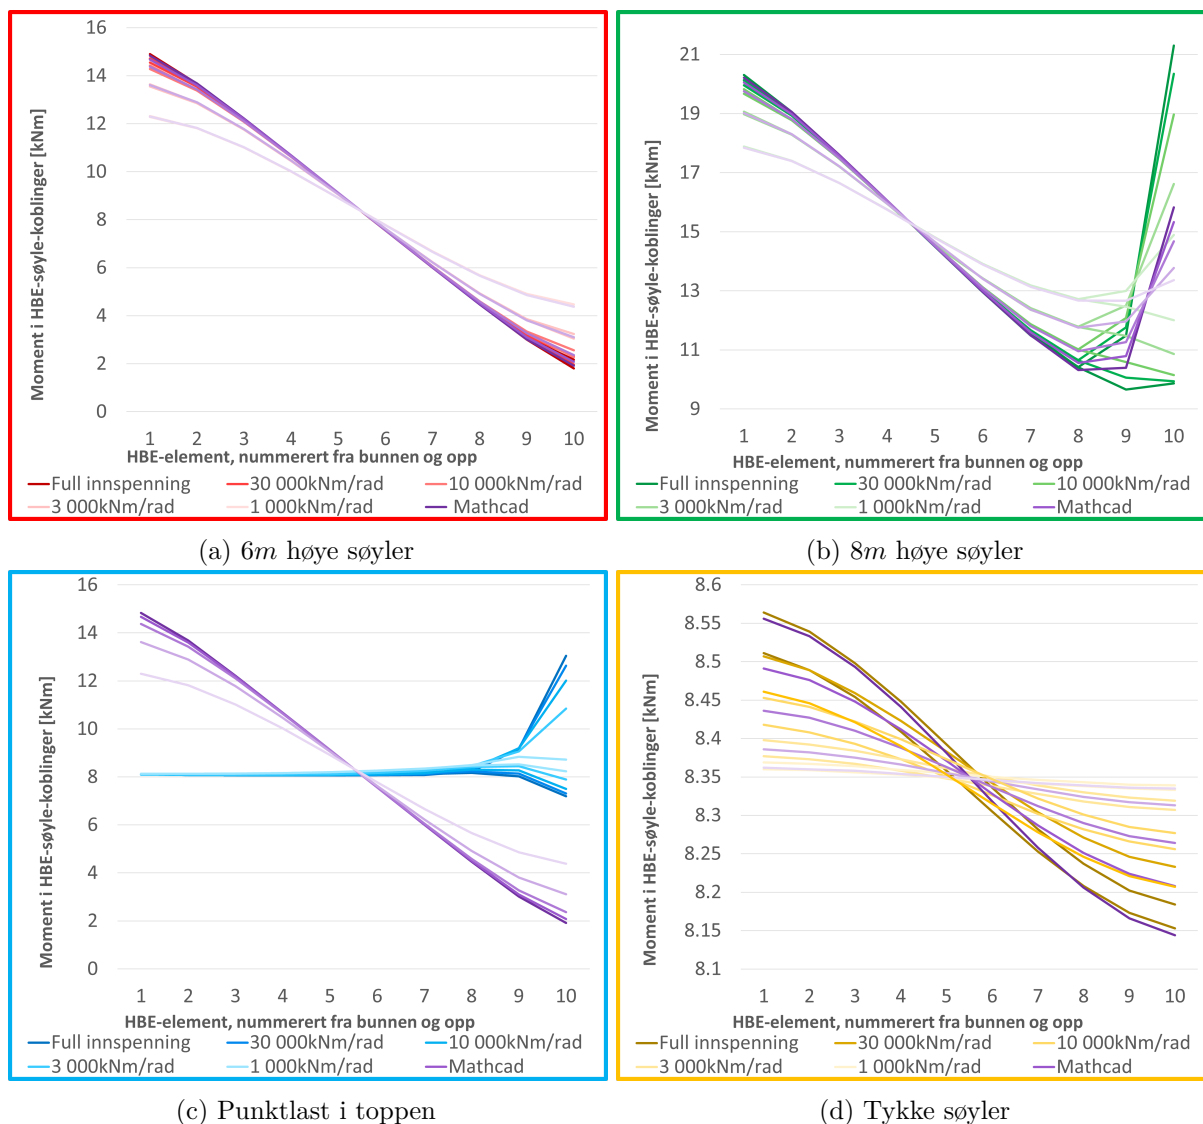 16
14
12
10
8
6
4
2
0
Moment i HBE-søyle-koblinger [kNm]
1 2 3 4 5 6 7 8 9 10
HBE-element, nummerert fra bunnen og opp
Full innspenning 30 000kNm/rad 10 000kNm/rad
3 000kNm/rad 1 000kNm/rad Mathcad
(a) 6m høye søyler
21
19
17
15
13
11
9
Moment i HBE-søyle-koblinger [kNm]
1 2 3 4 5 6 7 8 9 10
HBE-element, nummerert fra bunnen og opp
Full innspenning 30 000kNm/rad 10 000kNm/rad
3 000kNm/rad 1 000kNm/rad Mathcad
(b) 8m høye søyler
16
14
12
10
8
6
4
2
0
Moment i HBE-søyle-koblinger [kNm]
1 2 3 4 5 6 7 8 9 10
HBE-element, nummerert fra bunnen og opp
Full innspenning 30 000kNm/rad 10 000kNm/rad
3 000kNm/rad 1 000kNm/rad Mathcad
(c) Punktlast i toppen
8.6
8.55
8.5
8.45
8.4
8.35
8.3
8.25
8.2
8.15
8.1
Moment i HBE-søyle-koblinger [kNm]
1 2 3 4 5 6 7 8 9 10
HBE-element, nummerert fra bunnen og opp
Full innspenning 30 000kNm/rad 10 000kNm/rad
3 000kNm/rad 1 000kNm/rad Mathcad
(d) Tykke søyler